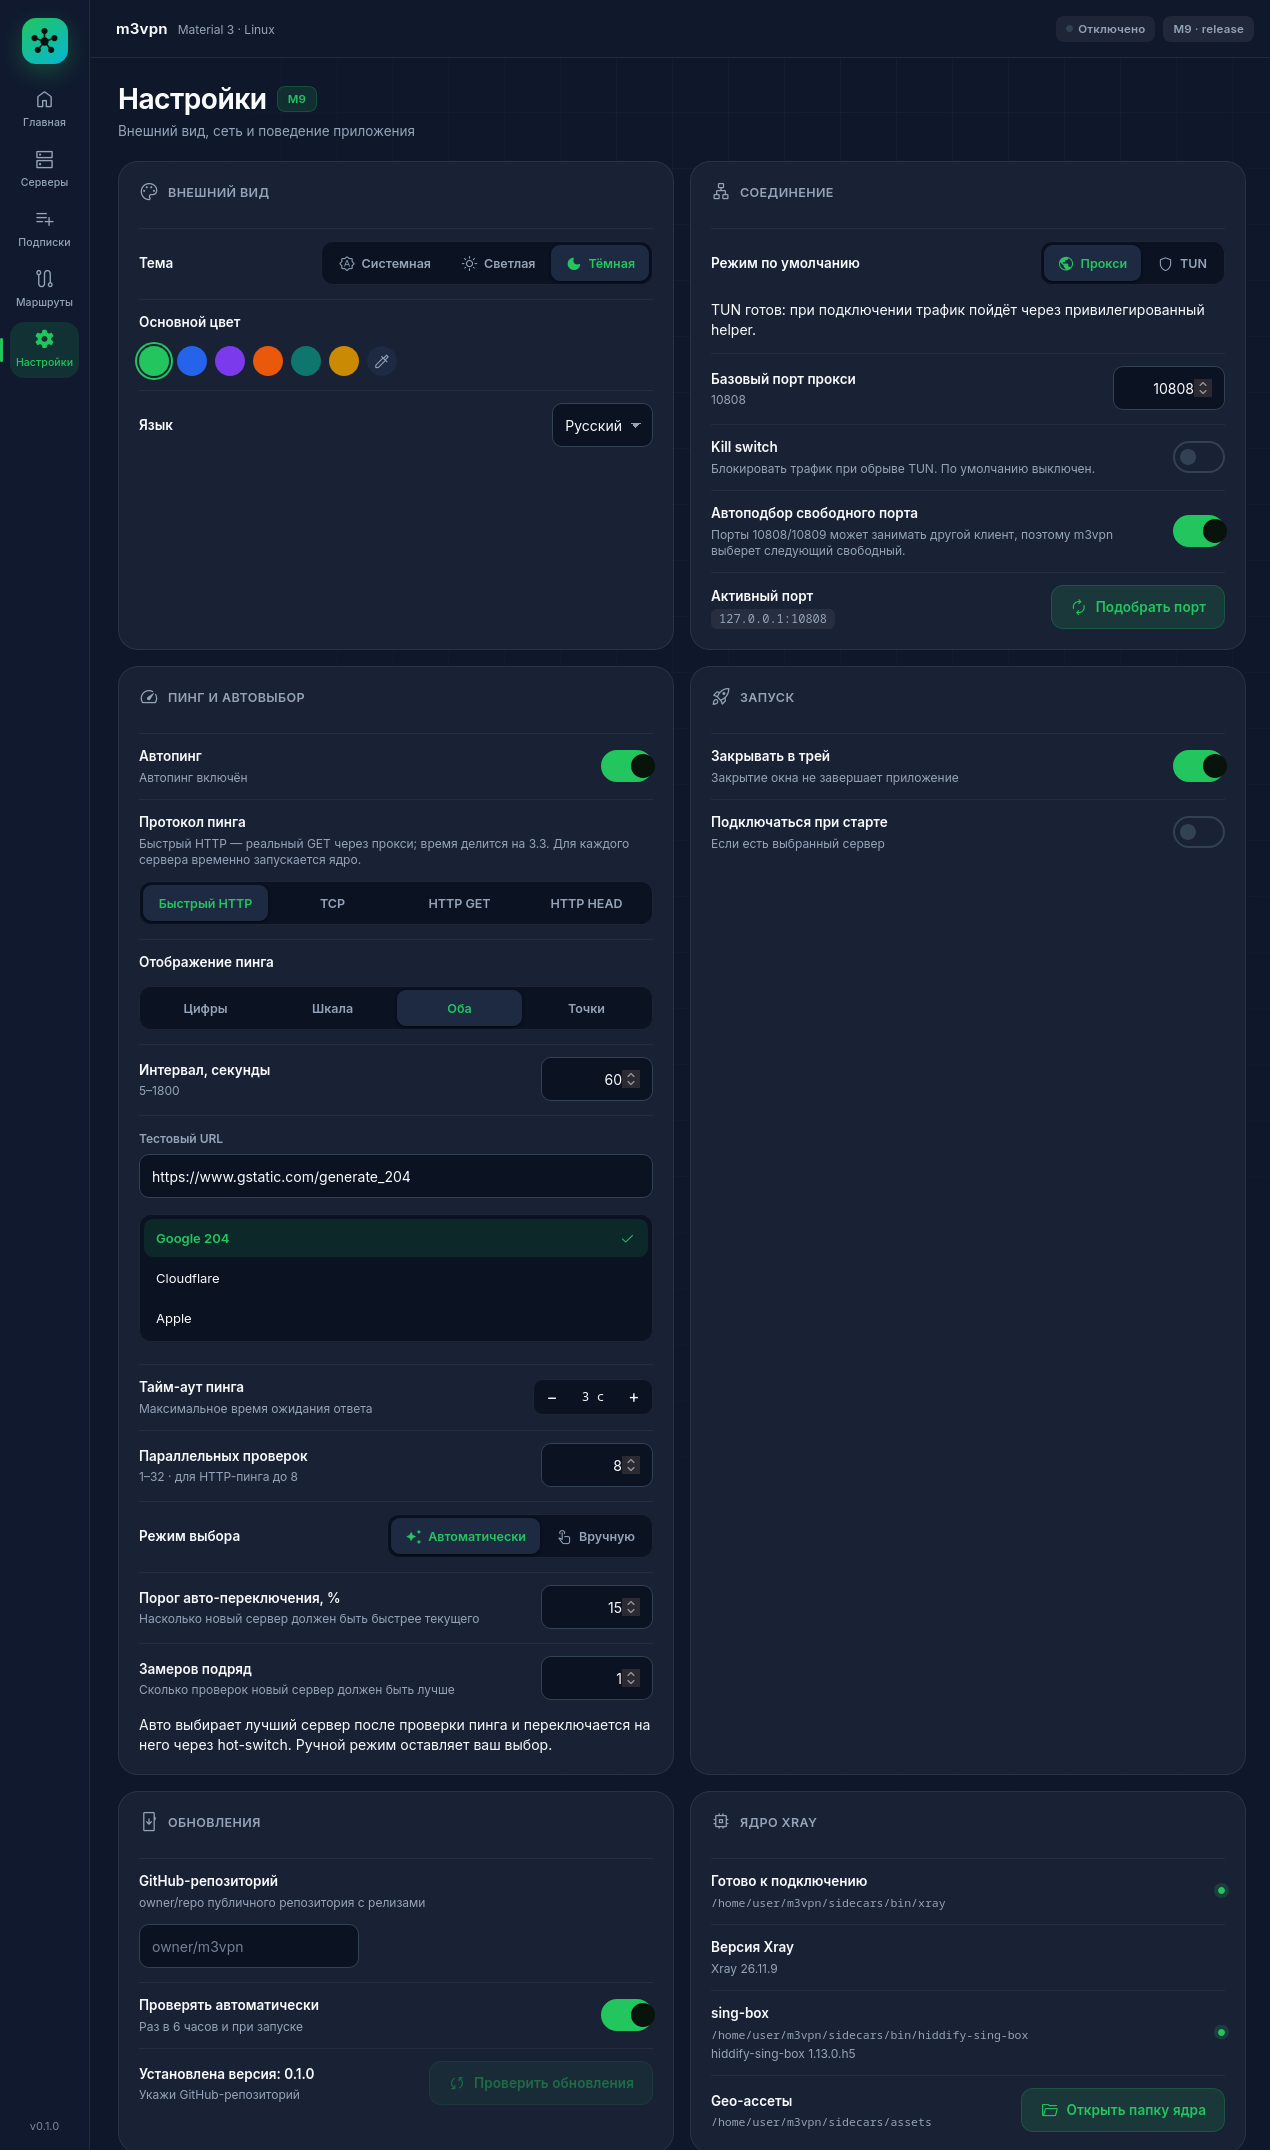 m3vpn Material 3 · Linux
Отключено
M9 · release
Главная
Серверы
Подписки
Маршруты
Настройки
v0.1.0
Настройки M9
Внешний вид, сеть и поведение приложения
ВНЕШНИЙ ВИД
Тема
Системная Светлая Тёмная
Основной цвет
Язык
Русский
СОЕДИНЕНИЕ
Режим по умолчанию
Прокси TUN
TUN готов: при подключении трафик пойдёт через привилегированный
helper.
Базовый порт прокси
10808
10808
Kill switch
Блокировать трафик при обрыве TUN. По умолчанию выключен.
Автоподбор свободного порта
Порты 10808/10809 может занимать другой клиент, поэтому m3vpn
выберет следующий свободный.
Активный порт
127.0.0.1:10808
Подобрать порт
ПИНГ И АВТОВЫБОР
Автопинг
Автопинг включён
Протокол пинга
Быстрый HTTP — реальный GET через прокси; время делится на 3.3. Для каждого
сервера временно запускается ядро.
Быстрый HTTP TCP HTTP GET HTTP HEAD
Отображение пинга
Цифры Шкала Оба Точки
Интервал, секунды
5–1800
60
Тестовый URL
https://www.gstatic.com/generate_204
Google 204
Cloudflare
Apple
Тайм-аут пинга
Максимальное время ожидания ответа
− 3 с +
Параллельных проверок
1–32 · для HTTP-пинга до 8
8
Режим выбора
Автоматически Вручную
Порог авто-переключения, %
Насколько новый сервер должен быть быстрее текущего
15
Замеров подряд
Сколько проверок новый сервер должен быть лучше
1
Авто выбирает лучший сервер после проверки пинга и переключается на
него через hot-switch. Ручной режим оставляет ваш выбор.
ЗАПУСК
Закрывать в трей
Закрытие окна не завершает приложение
Подключаться при старте
Если есть выбранный сервер
ОБНОВЛЕНИЯ
GitHub-репозиторий
owner/repo публичного репозитория с релизами
owner/m3vpn
Проверять автоматически
Раз в 6 часов и при запуске
Установлена версия: 0.1.0
Укажи GitHub-репозиторий
Проверить обновления
ЯДРО XRAY
Готово к подключению
/home/user/m3vpn/sidecars/bin/xray
Версия Xray
Xray 26.11.9
sing-box
/home/user/m3vpn/sidecars/bin/hiddify-sing-box
hiddify-sing-box 1.13.0.h5
Geo-ассеты
/home/user/m3vpn/sidecars/assets
Открыть папку ядра